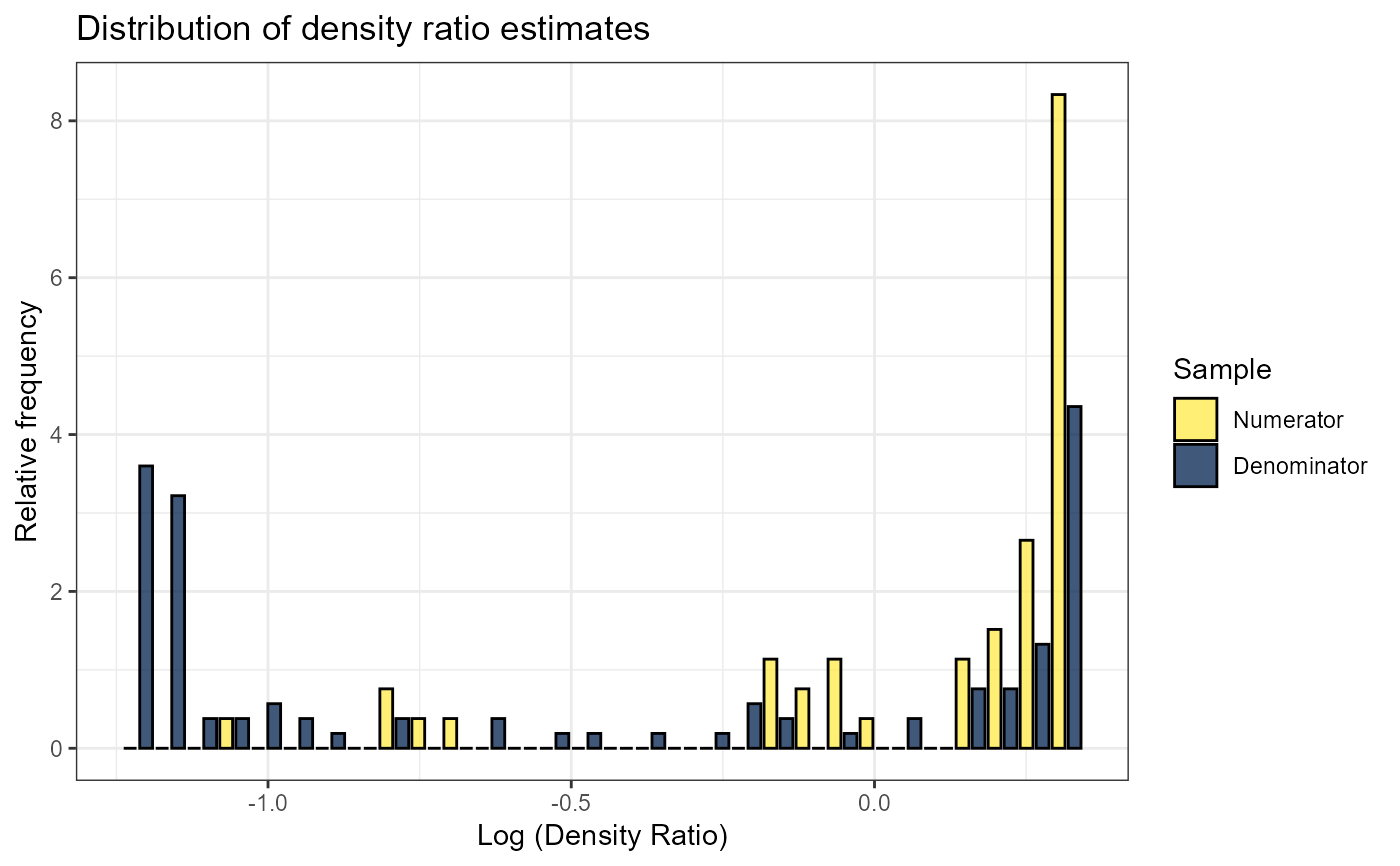 Distribution of density ratio estimates
8
6
4
2
0
Relative frequency
-1.0
-0.5
0.0
Log (Density Ratio)
Sample
Numerator
Denominator